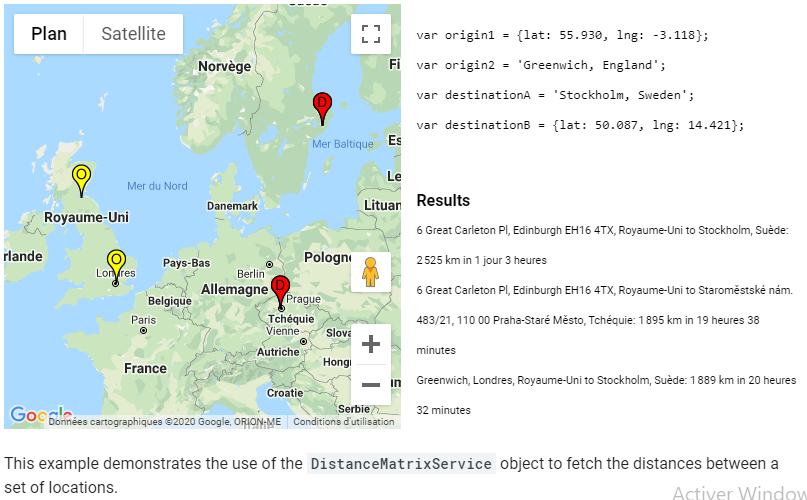 Plan
Satellite
Norvège
Fi
D
Mer Baltique
Es
O
Mer du Nord
Le
Danemark
Lituan
Royaume-Uni
rlande
O
Londres
Pays-Bas
Berlin
Pologn
Belgique
Allemagne
D
Prague
Paris
Tchéquie
Vienne
Slova
Autriche
Hong
France
Croatie
Serbie
Italie
Google
Données cartographiques ©2020 Google, ORION-ME
Conditions d'utilisation
var origin1 = {lat: 55.930, lng: -3.118};
var origin2 = 'Greenwich, England';
var destinationA = 'Stockholm, Sweden';
var destinationB = {lat: 50.087, lng: 14.421};
Results
6 Great Carleton Pl, Edinburgh EH16 4TX, Royaume-Uni to Stockholm, Suède:
2 525 km in 1 jour 3 heures
6 Great Carleton Pl, Edinburgh EH16 4TX, Royaume-Uni to Staroměstské nám.
483/21, 110 00 Praha-Staré Město, Tchéquie: 1 895 km in 19 heures 38
minutes
Greenwich, Londres, Royaume-Uni to Stockholm, Suède: 1 889 km in 20 heures
32 minutes
This example demonstrates the use of the DistanceMatrixService object to fetch the distances between a
set of locations.
Activer Window